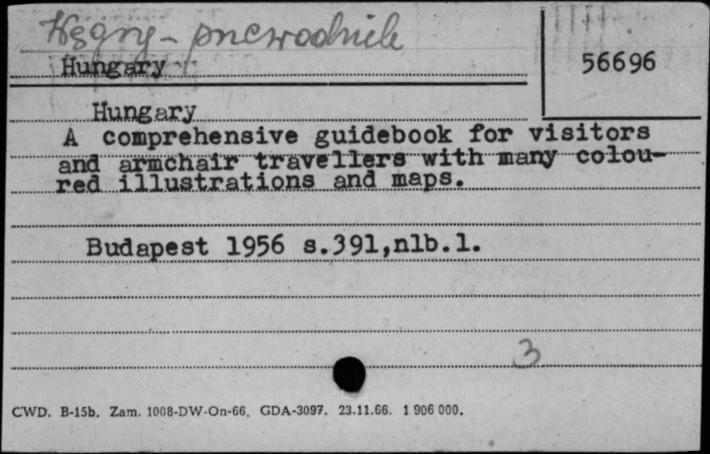 Węgry - przewodnik
Hungary
56696
Hungary
A comprehensive guidebook for visitors
and armchair travellers with many colou-
red illustrations and maps.
Budapest 1956 s.391,nlb.1.
3
CWD. B-15b. Zam. 1008-DW-On-66. GDA-3097. 23.11.66. 1 906 000.